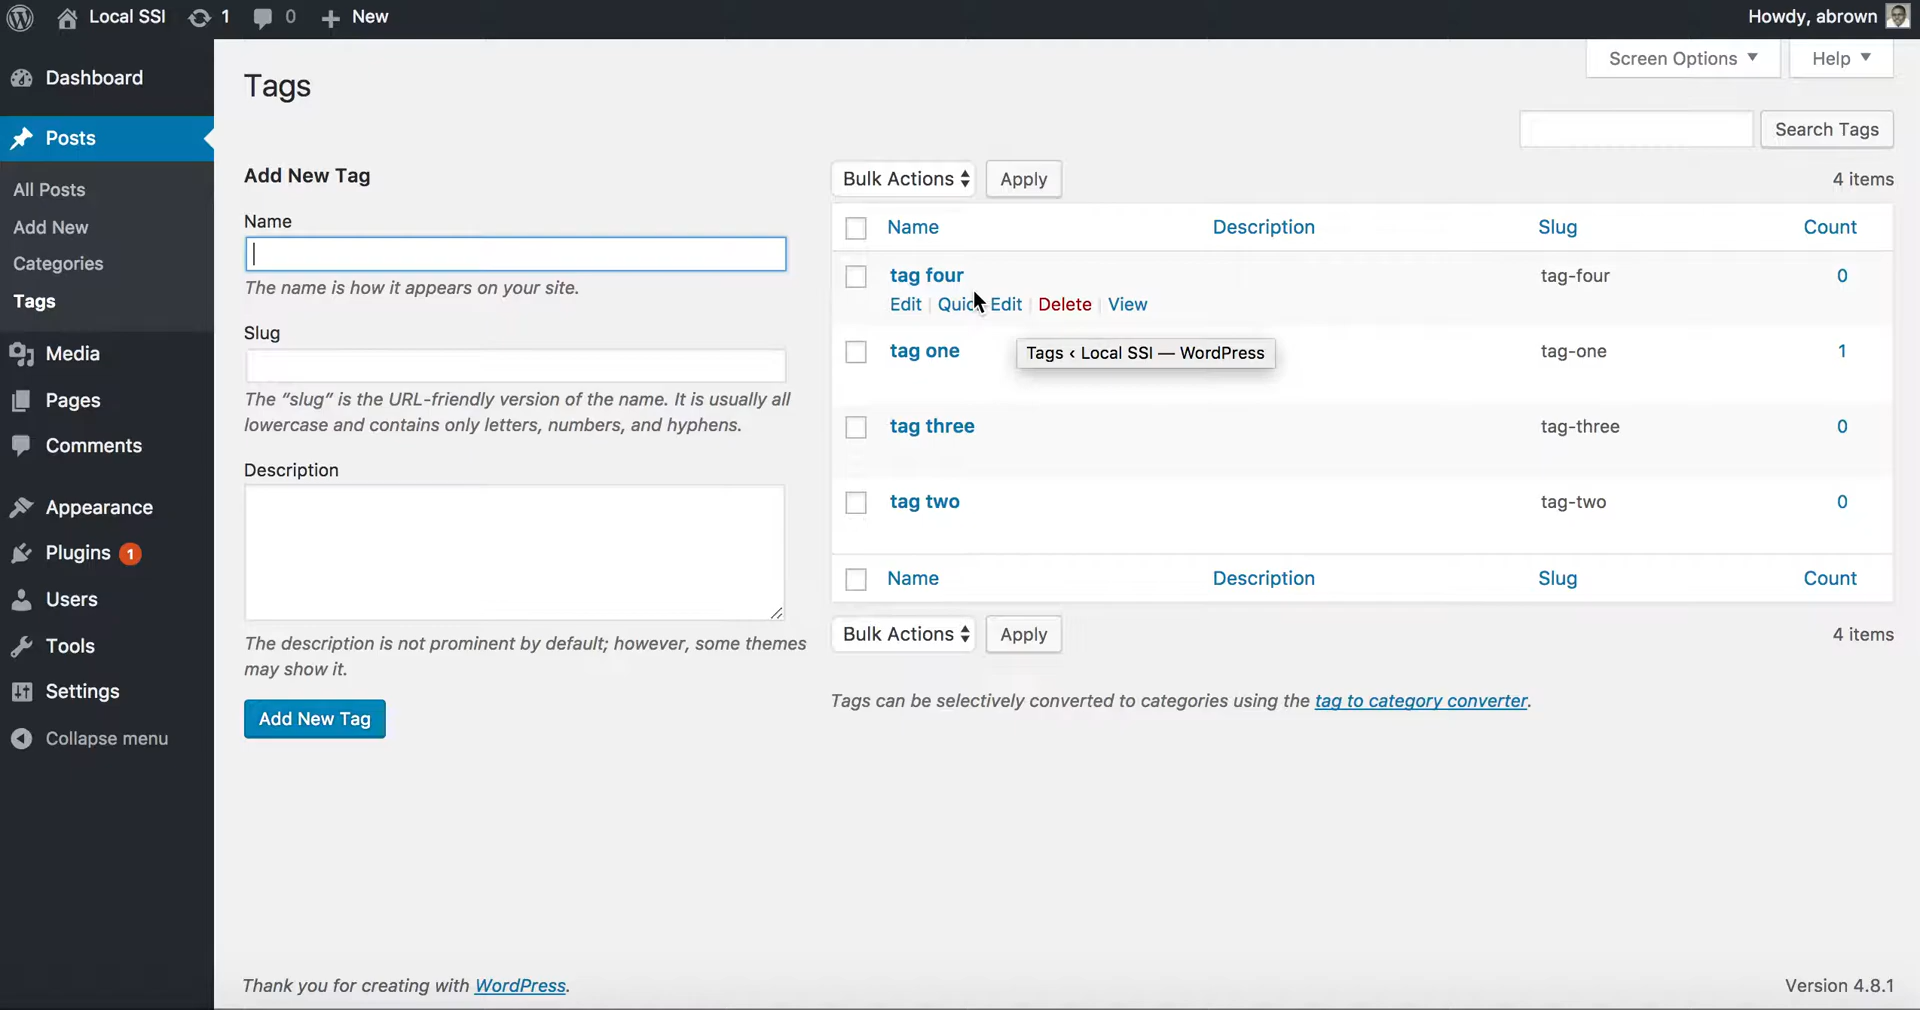 Local SSI 1 0 New Howdy, abrown
Dashboard
Posts
All Posts
Add New
Categories
Tags
Media
Pages
Comments
Appearance
Plugins 1
Users
Tools
Settings
Collapse menu
Screen Options Help
Tags
Search Tags
Add New Tag
Name
The name is how it appears on your site.
Slug
The “slug” is the URL-friendly version of the name. It is usually all
lowercase and contains only letters, numbers, and hyphens.
Description
The description is not prominent by default; however, some themes
may show it.
Add New Tag
Bulk Actions Apply 4 items
Name Description Slug Count
tag four tag-four 0
Edit | Quick Edit | Delete | View
tag one tag-one 1
Tags ‹ Local SSI — WordPress
tag three tag-three 0
tag two tag-two 0
Name Description Slug Count
Bulk Actions Apply 4 items
Tags can be selectively converted to categories using the tag to category converter.
Thank you for creating with WordPress. Version 4.8.1